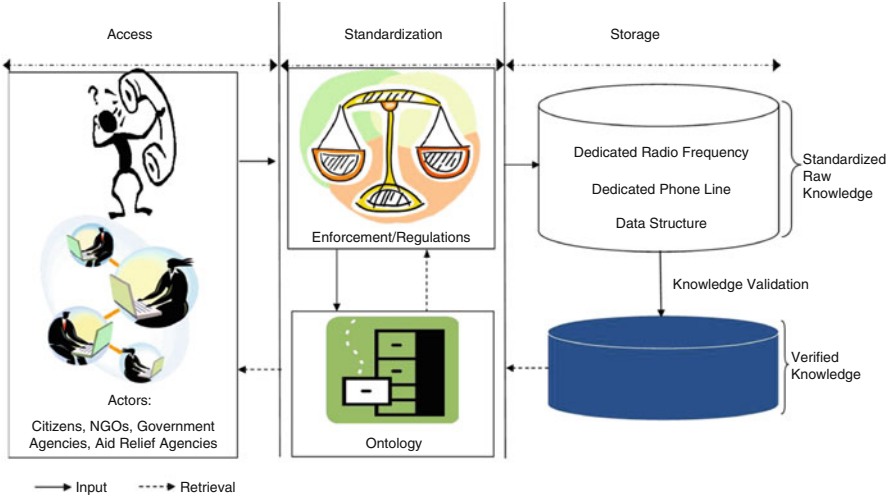 Access
Standardization
Storage
? ,
Enforcement/Regulations
Dedicated Radio Frequency
Dedicated Phone Line
Data Structure
Standardized
Raw
Knowledge
Knowledge Validation
Verified
Knowledge
Actors:
Citizens, NGOs, Government
Agencies, Aid Relief Agencies
Ontology
Input
Retrieval